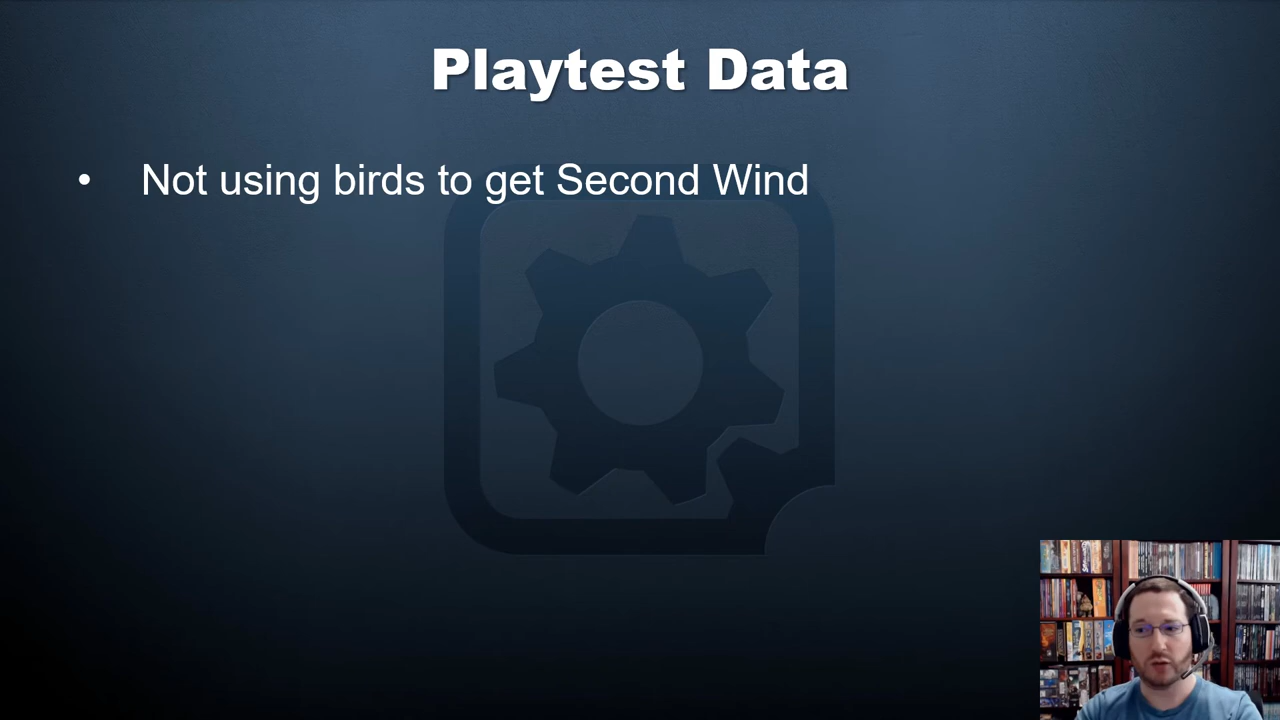 Playtest Data
• Not using birds to get Second Wind